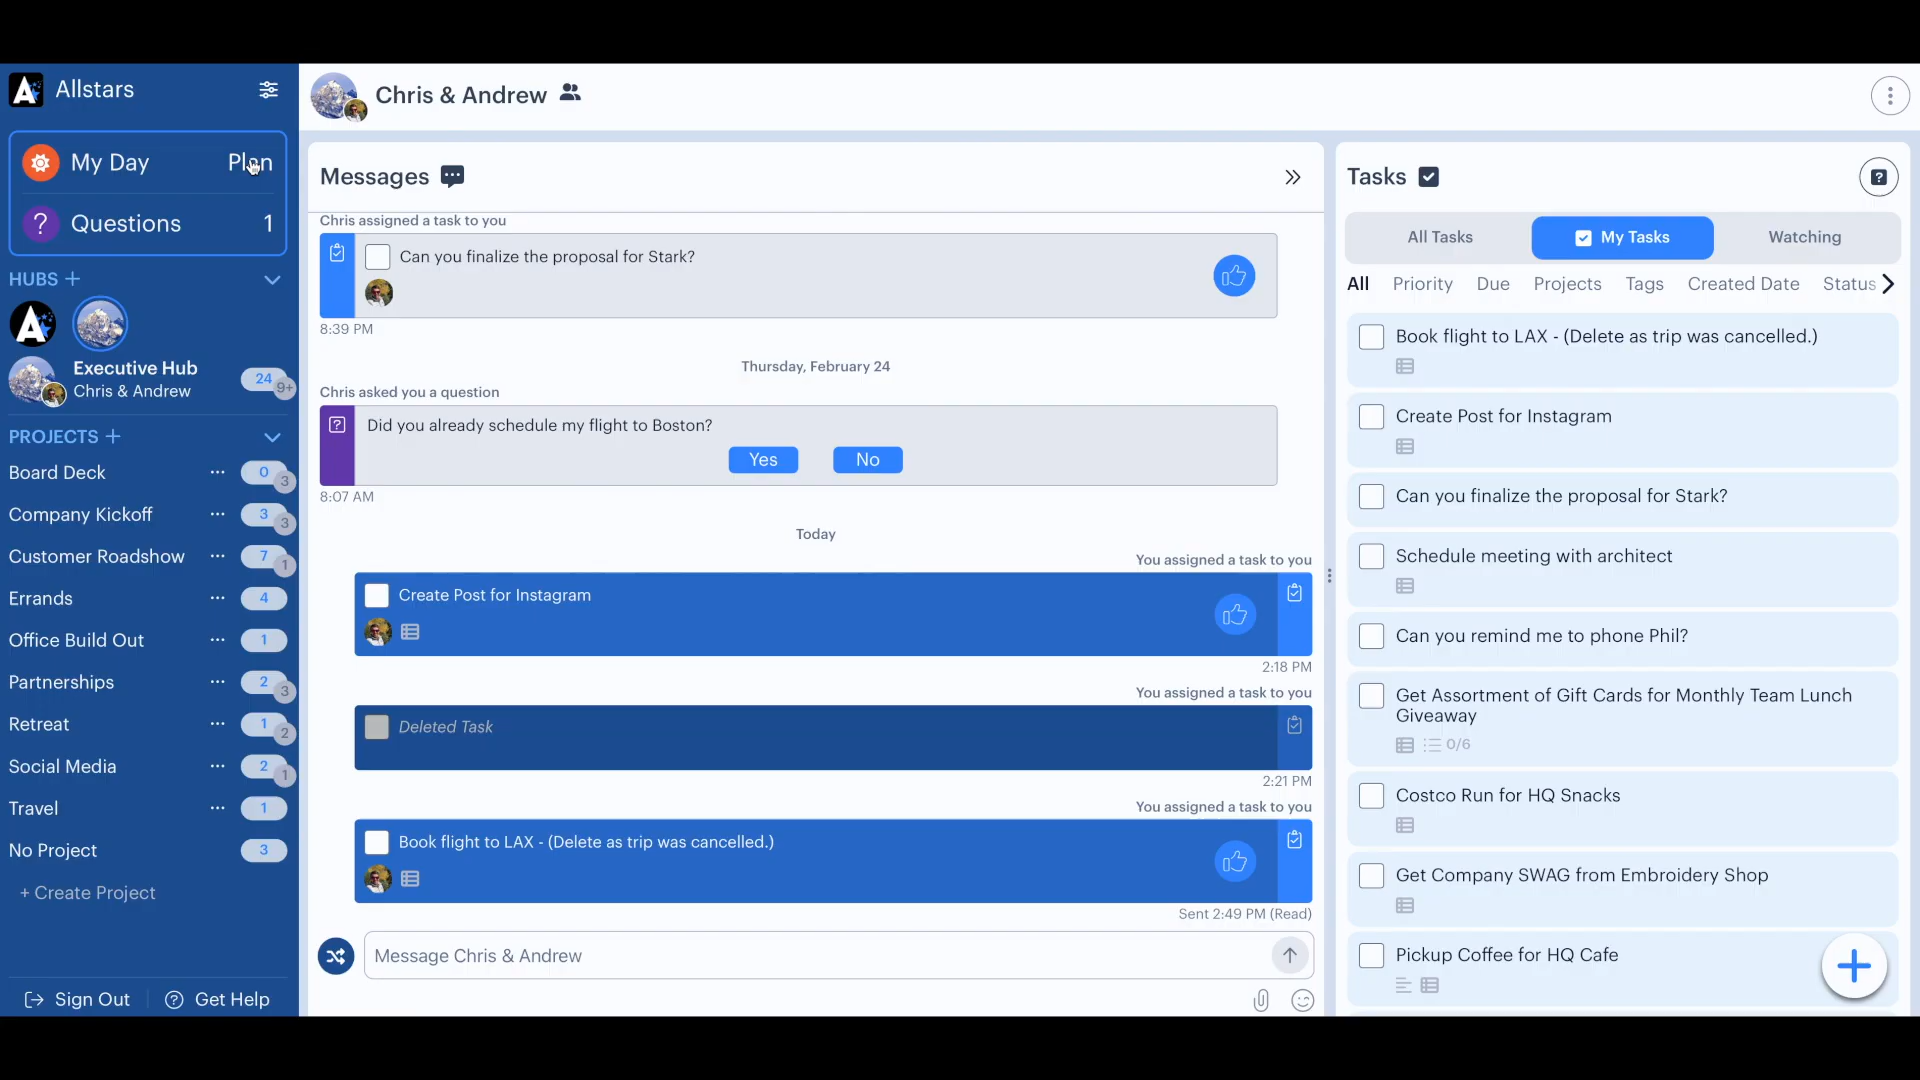 Allstars
My Day
Plan
Questions
1
HUBS +
Executive Hub
Chris & Andrew
24
9+
PROJECTS +
Board Deck ... 0 3
Company Kickoff ... 3 3
Customer Roadshow ... 7 1
Errands ... 4
Office Build Out ... 1
Partnerships ... 2 3
Retreat ... 1 2
Social Media ... 2 1
Travel ... 1
No Project 3
+ Create Project
Sign Out
? Get Help
Chris & Andrew
Messages
Chris assigned a task to you
Can you finalize the proposal for Stark?
8:39 PM
Thursday, February 24
Chris asked you a question
Did you already schedule my flight to Boston?
Yes No
8:07 AM
Today
You assigned a task to you
Create Post for Instagram
2:18 PM
You assigned a task to you
Deleted Task
2:21 PM
You assigned a task to you
Book flight to LAX - (Delete as trip was cancelled.)
Sent 2:49 PM (Read)
Message Chris & Andrew
Tasks
All Tasks My Tasks Watching
All Priority Due Projects Tags Created Date Status
Book flight to LAX - (Delete as trip was cancelled.)
Create Post for Instagram
Can you finalize the proposal for Stark?
Schedule meeting with architect
Can you remind me to phone Phil?
Get Assortment of Gift Cards for Monthly Team Lunch
Giveaway
0/6
Costco Run for HQ Snacks
Get Company SWAG from Embroidery Shop
Pickup Coffee for HQ Cafe